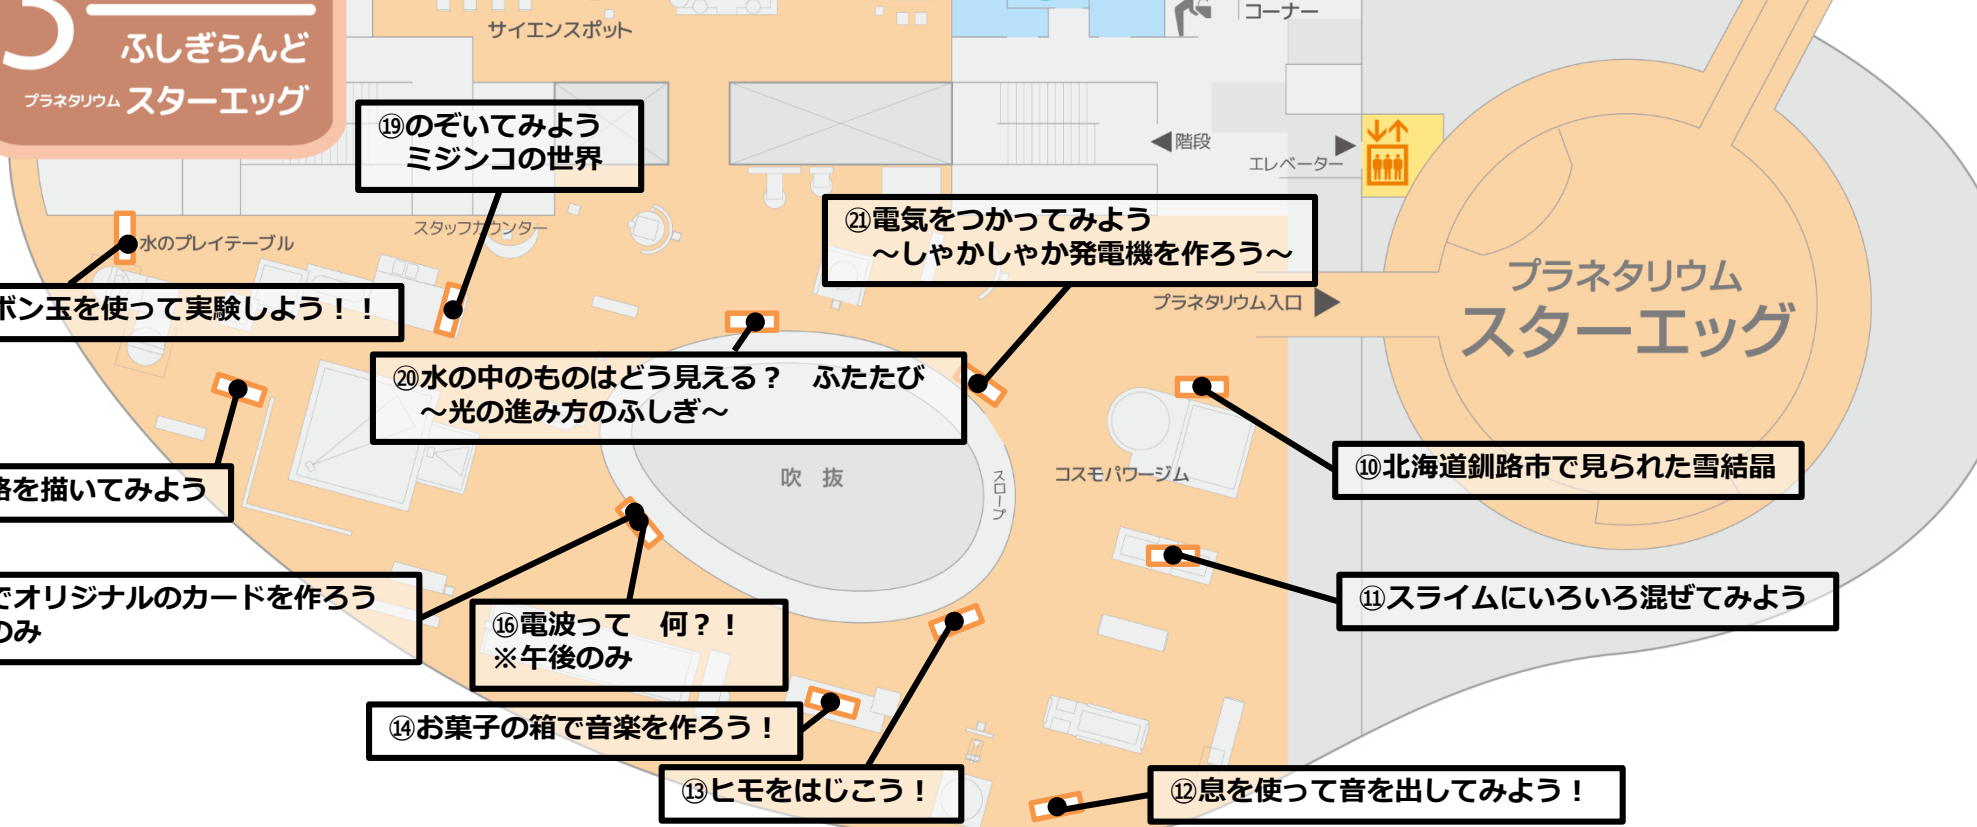 3
ふしぎらんど
プラネタリウム スターエッグ
サイエンスポット
コーナー
⑲のぞいてみよう
ミジンコの世界
階段
エレベーター
水のプレイテーブル
スタッフカウンター
㉑電気をつかってみよう
～しゃかしゃか発電機を作ろう～
プラネタリウム入口
プラネタリウム
スターエッグ
ボン玉を使って実験しよう！！
⑳水の中のものはどう見える？　ふたたび
～光の進み方のふしぎ～
吹 抜
スロープ
コスモパワージム
⑩北海道釧路市で見られた雪結晶
を描いてみよう
でオリジナルのカードを作ろう
のみ
⑯電波って　何？！
※午後のみ
⑪スライムにいろいろ混ぜてみよう
⑭お菓子の箱で音楽を作ろう！
⑬ヒモをはじこう！
⑫息を使って音を出してみよう！